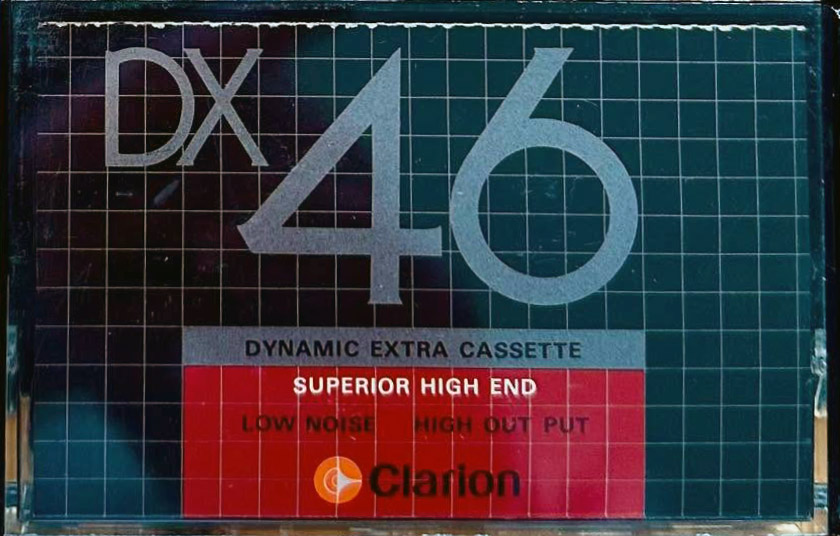 DX 46
DYNAMIC EXTRA CASSETTE
SUPERIOR HIGH END
LOW NOISE HIGH OUT PUT
Clarion